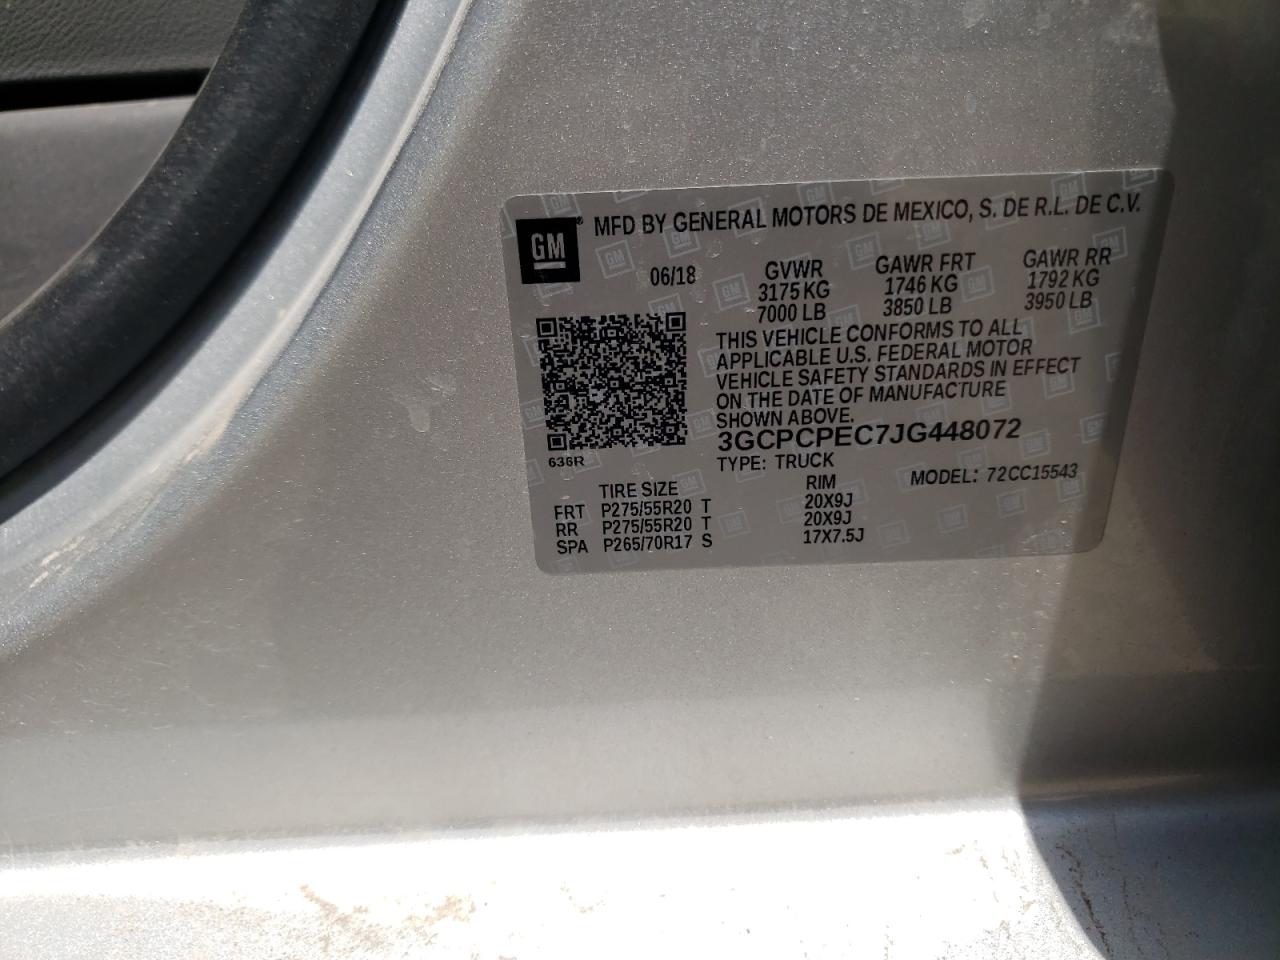 GM
MFD BY GENERAL MOTORS DE MEXICO, S. DE R.L. DE C.V.
06/18 GVWR GAWR FRT GAWR RR
3175 KG 1746 KG 1792 KG
7000 LB 3850 LB 3950 LB
THIS VEHICLE CONFORMS TO ALL
APPLICABLE U.S. FEDERAL MOTOR
VEHICLE SAFETY STANDARDS IN EFFECT
ON THE DATE OF MANUFACTURE
SHOWN ABOVE.
3GCPCPEC7JG448072
636R
TYPE: TRUCK
MODEL: 72CC15543
TIRE SIZE RIM
FRT P275/55R20 T 20X9J
RR P275/55R20 T 20X9J
SPA P265/70R17 S 17X7.5J